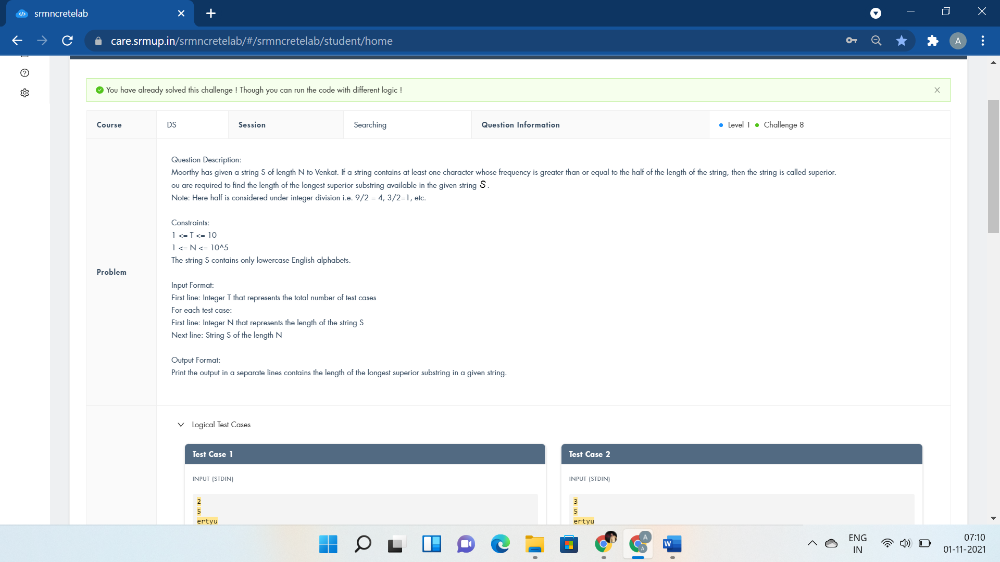 srmncretelab
care.srmup.in/srmncretelab/#/srmncretelab/student/home
A
You have already solved this challenge ! Though you can run the code with different logic !
Course DS Session Searching Question Information Level 1 Challenge 8
Problem
Question Description:
Moorthy has given a string S of length N to Venkat. If a string contains at least one character whose frequency is greater than or equal to the half of the length of the string, then the string is called superior.
ou are required to find the length of the longest superior substring available in the given string S .
Note: Here half is considered under integer division i.e. 9/2 = 4, 3/2=1, etc.
Constraints:
1 <= T <= 10
1 <= N <= 10^5
The string S contains only lowercase English alphabets.
Input Format:
First line: Integer T that represents the total number of test cases
For each test case:
First line: Integer N that represents the length of the string S
Next line: String S of the length N
Output Format:
Print the output in a separate lines contains the length of the longest superior substring in a given string.
Logical Test Cases
Test Case 1
INPUT (STDIN)
2
5
ertyu
Test Case 2
INPUT (STDIN)
3
5
ertyu
A
A
W
ENG
IN
07:10
01-11-2021